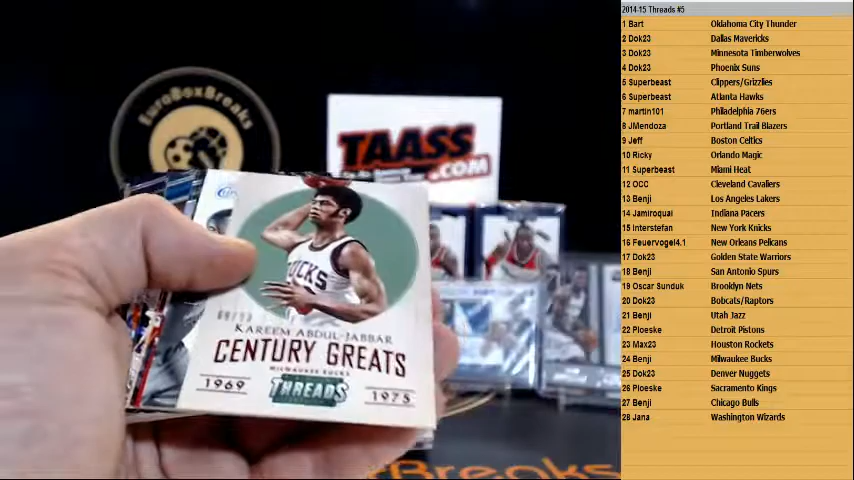 EuroBoxBreaks
TAASS
.COM
BUCKS
KAREEM ABDUL-JABBAR
CENTURY GREATS
MILWAUKEE BUCKS
1969
THREADS
1975
EuroBoxBreaks
2014-15 Threads #5
1 Bart Oklahoma City Thunder
2 Dok23 Dallas Mavericks
3 Dok23 Minnesota Timberwolves
4 Dok23 Phoenix Suns
5 Superbeast Clippers/Grizzlies
6 Superbeast Atlanta Hawks
7 martin101 Philadelphia 76ers
8 JMendoza Portland Trail Blazers
9 Jeff Boston Celtics
10 Ricky Orlando Magic
11 Superbeast Miami Heat
12 OCC Cleveland Cavaliers
13 Benji Los Angeles Lakers
14 Jamiroquai Indiana Pacers
15 Interstefan New York Knicks
16 Feuervogel4.1 New Orleans Pelicans
17 Dok23 Golden State Warriors
18 Benji San Antonio Spurs
19 Oscar Sunduk Brooklyn Nets
20 Dok23 Bobcats/Raptors
21 Benji Utah Jazz
22 Ploeske Detroit Pistons
23 Max23 Houston Rockets
24 Benji Milwaukee Bucks
25 Dok23 Denver Nuggets
26 Ploeske Sacramento Kings
27 Benji Chicago Bulls
28 Jana Washington Wizards